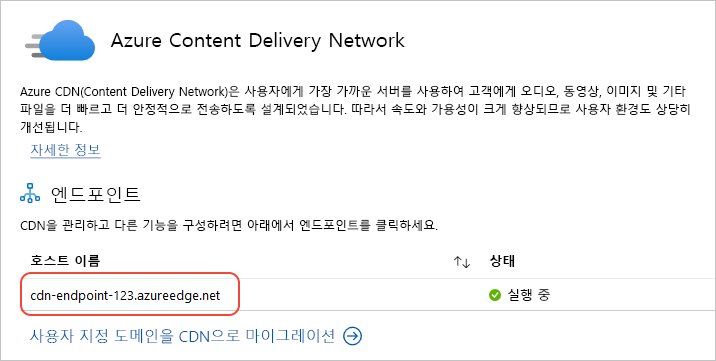 Azure Content Delivery Network
Azure CDN(Content Delivery Network)은 사용자에게 가장 가까운 서버를 사용하여 고객에게 오디오, 동영상, 이미지 및 기타
파일을 더 빠르고 더 안정적으로 전송하도록 설계되었습니다. 따라서 속도와 가용성이 크게 향상되므로 사용자 환경도 상당히
개선됩니다.
자세한 정보
엔드포인트
CDN을 관리하고 다른 기능을 구성하려면 아래에서 엔드포인트를 클릭하세요.
호스트 이름 상태
cdn-endpoint-123.azureedge.net 실행 중
사용자 지정 도메인을 CDN으로 마이그레이션